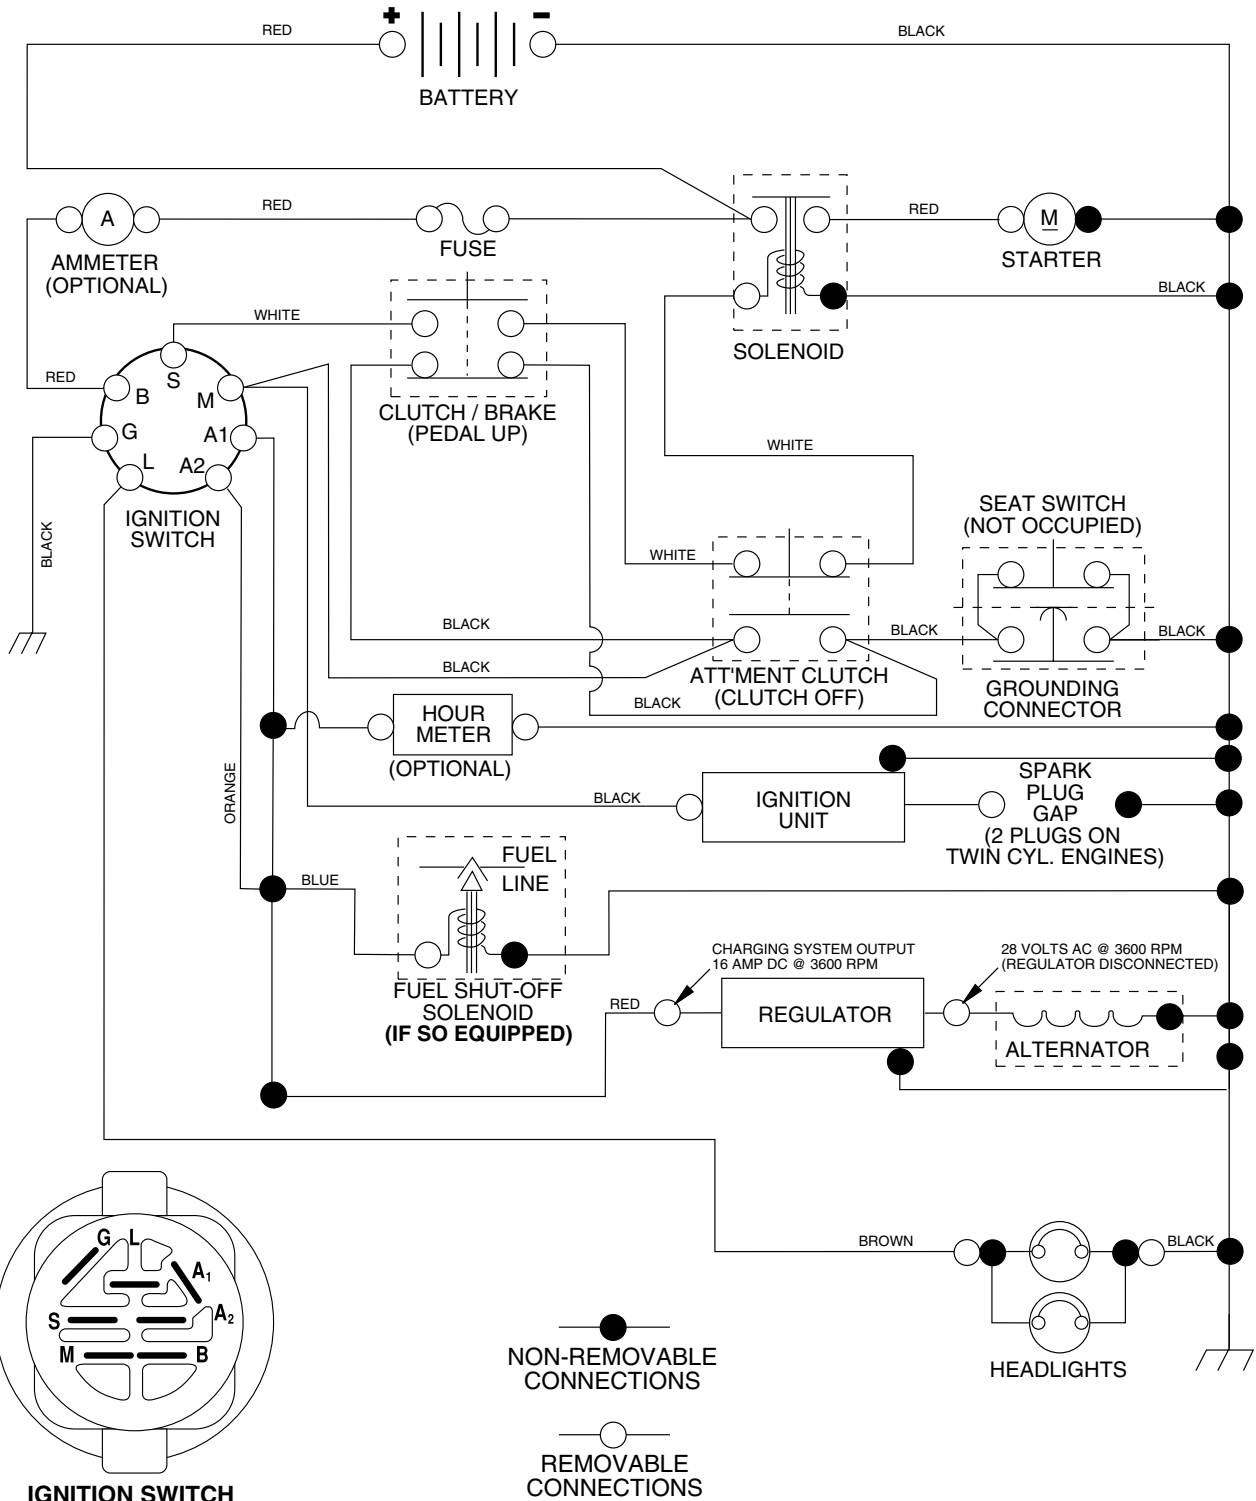 + −
RED
BLACK
BATTERY
A
RED
FUSE
RED
M
STARTER
AMMETER
(OPTIONAL)
BLACK
WHITE
SOLENOID
RED
S
B
M
G
A1
L
A2
CLUTCH / BRAKE
(PEDAL UP)
WHITE
IGNITION
SWITCH
BLACK
SEAT SWITCH
(NOT OCCUPIED)
WHITE
BLACK
BLACK
BLACK
BLACK
ATT'MENT CLUTCH
(CLUTCH OFF)
GROUNDING
CONNECTOR
BLACK
HOUR
METER
(OPTIONAL)
ORANGE
BLACK
IGNITION
UNIT
SPARK
PLUG
GAP
(2 PLUGS ON
TWIN CYL. ENGINES)
BLUE
FUEL
LINE
FUEL SHUT-OFF
SOLENOID
(IF SO EQUIPPED)
CHARGING SYSTEM OUTPUT
16 AMP DC @ 3600 RPM
28 VOLTS AC @ 3600 RPM
(REGULATOR DISCONNECTED)
RED
REGULATOR
ALTERNATOR
BROWN
BLACK
HEADLIGHTS
G L
A1
S
A2
M
B
IGNITION SWITCH
NON-REMOVABLE
CONNECTIONS
REMOVABLE
CONNECTIONS